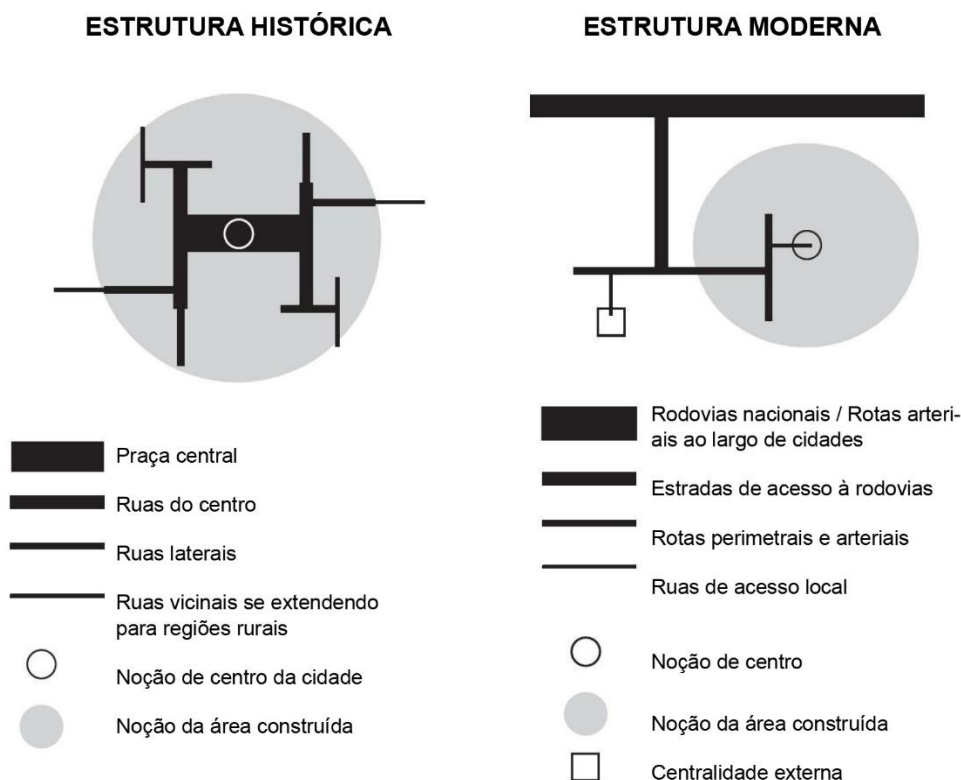 ESTRUTURA HISTÓRICA
Praça central
Ruas do centro
Ruas laterais
Ruas vicinais se extendendo
para regiões rurais
Noção de centro da cidade
Noção da área construída
ESTRUTURA MODERNA
Rodovias nacionais / Rotas arteri-
ais ao largo de cidades
Estradas de acesso à rodovias
Rotas perimetrais e arteriais
Ruas de acesso local
Noção de centro
Noção da área construída
Centralidade externa